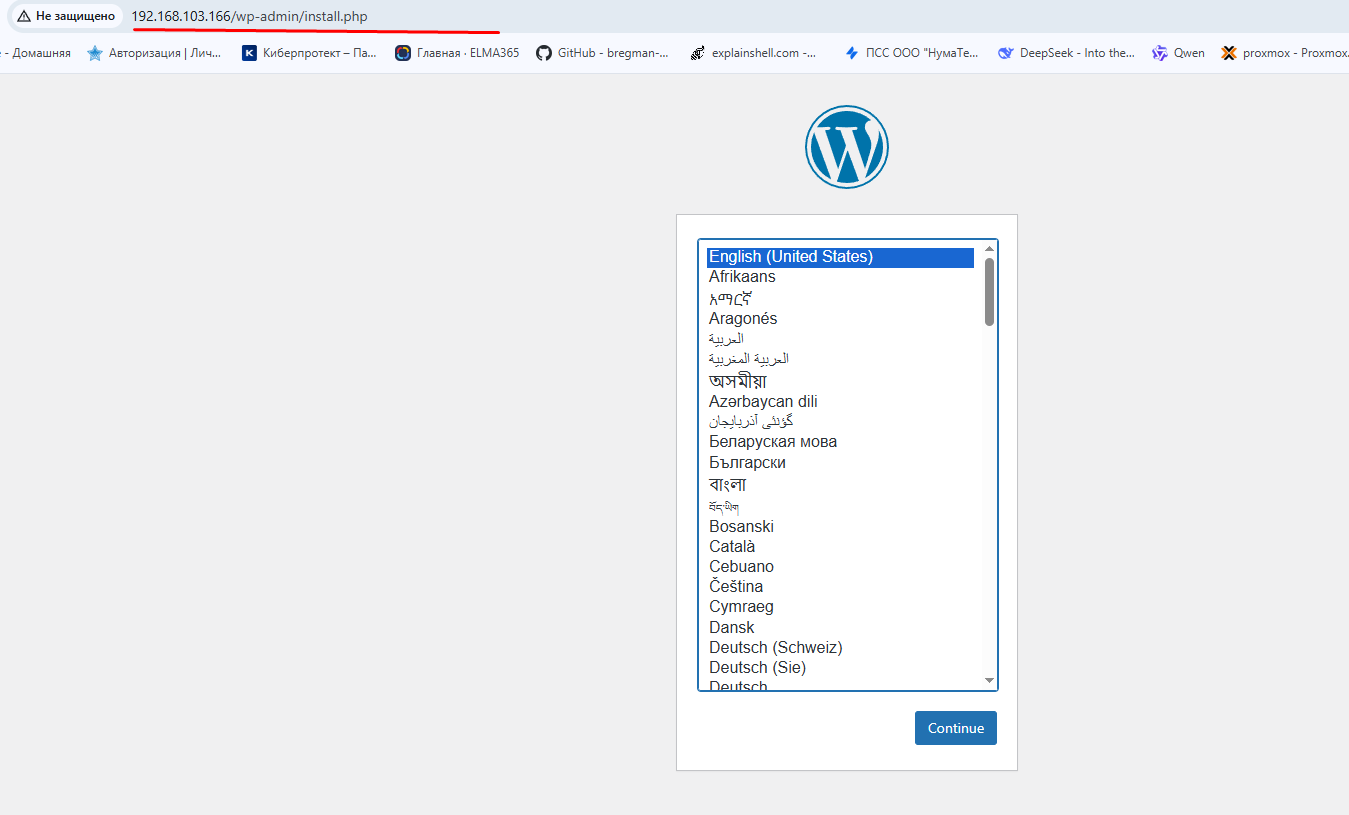 Не защищено 192.168.103.166/wp-admin/install.php
- Домашняя Авторизация | Лич... Киберпротект – Па... Главная · ELMA365 GitHub - bregman-... explainshell.com -... ПСС ООО "НумаТе... DeepSeek - Into the... Qwen proxmox - Proxmox
English (United States)
Afrikaans
አማርኛ
Aragonés
العربية
العربية المغربية
অসমীয়া
Azərbaycan dili
گؤنئی آذربایجان
Беларуская мова
Български
বাংলা
བོད་ཡིག
Bosanski
Català
Cebuano
Čeština
Cymraeg
Dansk
Deutsch (Schweiz)
Deutsch (Sie)
Deutsch
Continue